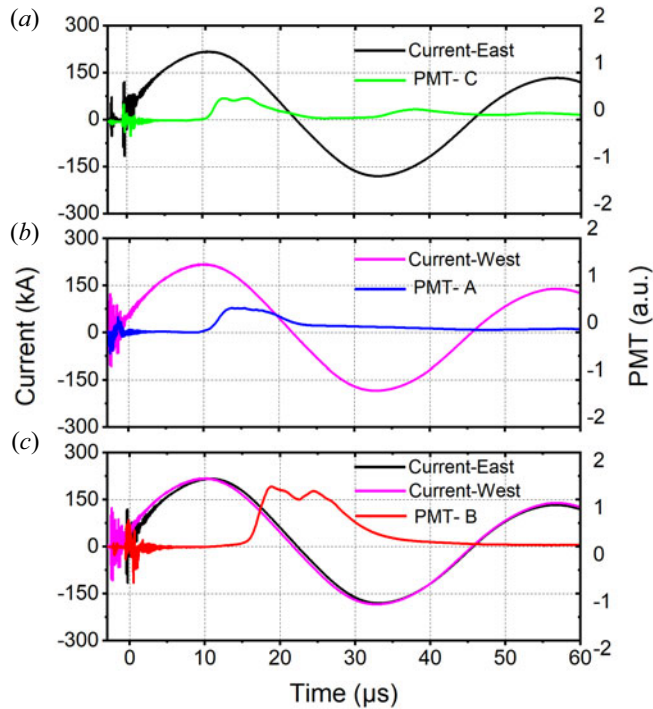 (a)
300
150
0
-150
-300
Current-East
PMT- C
2
1
0
-1
-2
(b)
300
150
0
-150
-300
Current-West
PMT- A
2
1
0
-1
-2
(c)
300
150
0
-150
-300
Current-East
Current-West
PMT- B
2
1
0
-1
-2
Current (kA)
PMT (a.u.)
0 10 20 30 40 50 60
Time (µs)